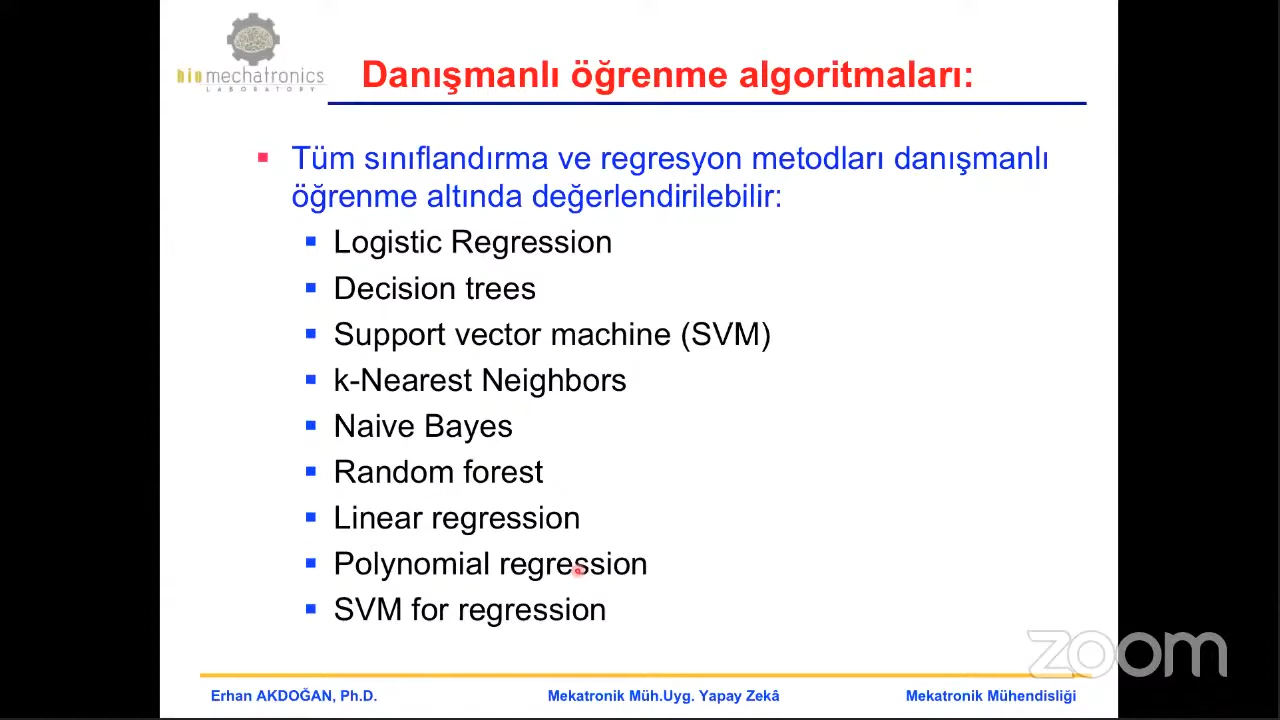 biomechatronics
LABORATORY
Danışmanlı öğrenme algoritmaları:
Tüm sınıflandırma ve regresyon metodları danışmanlı
öğrenme altında değerlendirilebilir:
Logistic Regression
Decision trees
Support vector machine (SVM)
k-Nearest Neighbors
Naive Bayes
Random forest
Linear regression
Polynomial regression
SVM for regression
zoom
Erhan AKDOĞAN, Ph.D.
Mekatronik Müh.Uyg. Yapay Zekâ
Mekatronik Mühendisliği